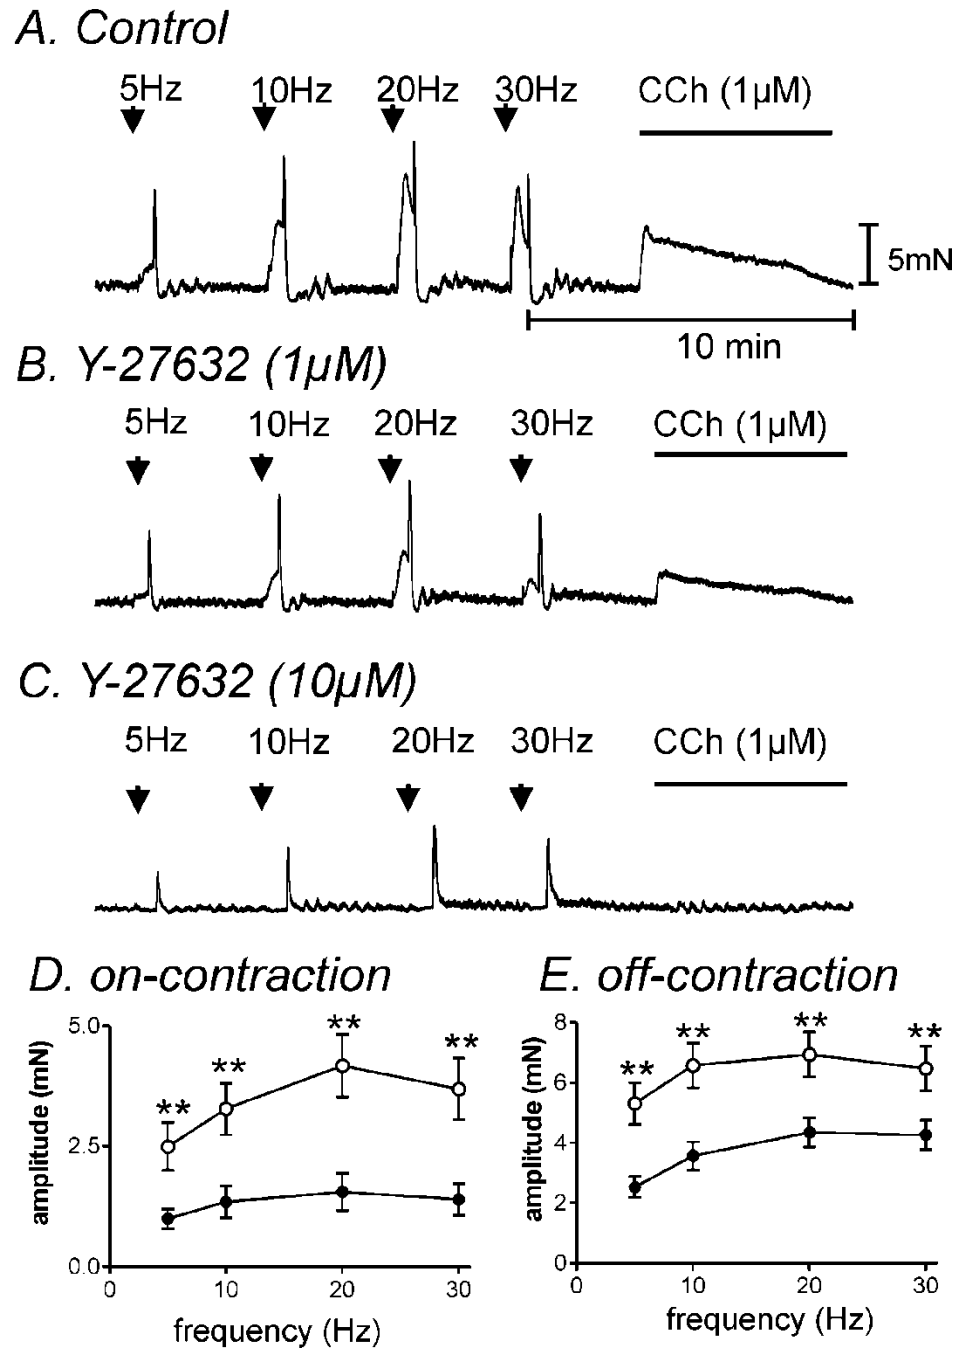 A. Control
5Hz 10Hz 20Hz 30Hz CCh (1µM)
5mN
10 min
B. Y-27632 (1µM)
5Hz 10Hz 20Hz 30Hz CCh (1µM)
C. Y-27632 (10µM)
5Hz 10Hz 20Hz 30Hz CCh (1µM)
D. on-contraction
amplitude (mN)
5.0
2.5
0.0
** ** ** **
0 10 20 30
frequency (Hz)
E. off-contraction
amplitude (mN)
8
6
4
2
0
** ** ** **
0 10 20 30
frequency (Hz)